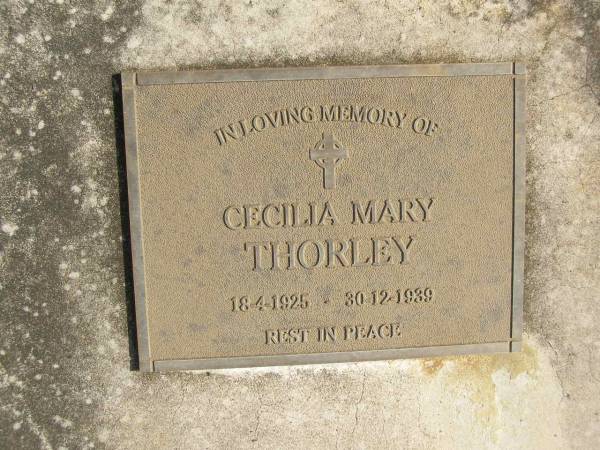 IN LOVING MEMORY OF
CECILIA MARY
THORLEY
18-4-1925 - 30-12-1939
REST IN PEACE